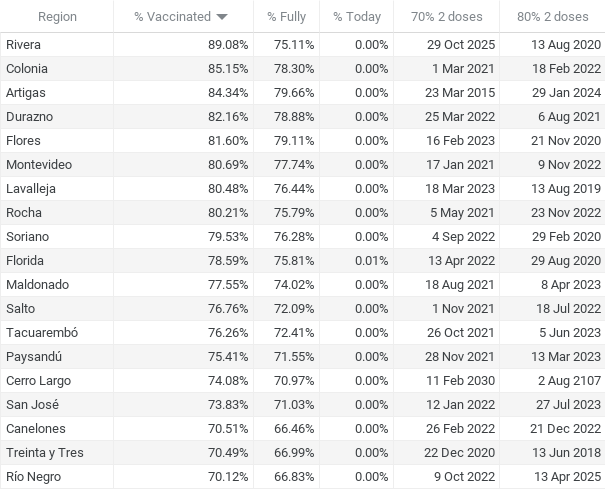 Region % Vaccinated % Fully % Today 70% 2 doses 80% 2 doses
Rivera 89.08% 75.11% 0.00% 29 Oct 2025 13 Aug 2020
Colonia 85.15% 78.30% 0.00% 1 Mar 2021 18 Feb 2022
Artigas 84.34% 79.66% 0.00% 23 Mar 2015 29 Jan 2024
Durazno 82.16% 78.88% 0.00% 25 Mar 2022 6 Aug 2021
Flores 81.60% 79.11% 0.00% 16 Feb 2023 21 Nov 2020
Montevideo 80.69% 77.74% 0.00% 17 Jan 2021 9 Nov 2022
Lavalleja 80.48% 76.44% 0.00% 18 Mar 2023 13 Aug 2019
Rocha 80.21% 75.79% 0.00% 5 May 2021 23 Nov 2022
Soriano 79.53% 76.28% 0.00% 4 Sep 2022 29 Feb 2020
Florida 78.59% 75.81% 0.01% 13 Apr 2022 29 Aug 2020
Maldonado 77.55% 74.02% 0.00% 18 Aug 2021 8 Apr 2023
Salto 76.76% 72.09% 0.00% 1 Nov 2021 18 Jul 2022
Tacuarembó 76.26% 72.41% 0.00% 26 Oct 2021 5 Jun 2023
Paysandú 75.41% 71.55% 0.00% 28 Nov 2021 13 Mar 2023
Cerro Largo 74.08% 70.97% 0.00% 11 Feb 2030 2 Aug 2107
San José 73.83% 71.03% 0.00% 12 Jan 2022 27 Jul 2023
Canelones 70.51% 66.46% 0.00% 26 Feb 2022 21 Dec 2022
Treinta y Tres 70.49% 66.99% 0.00% 22 Dec 2020 13 Jun 2018
Río Negro 70.12% 66.83% 0.00% 9 Oct 2022 13 Apr 2025